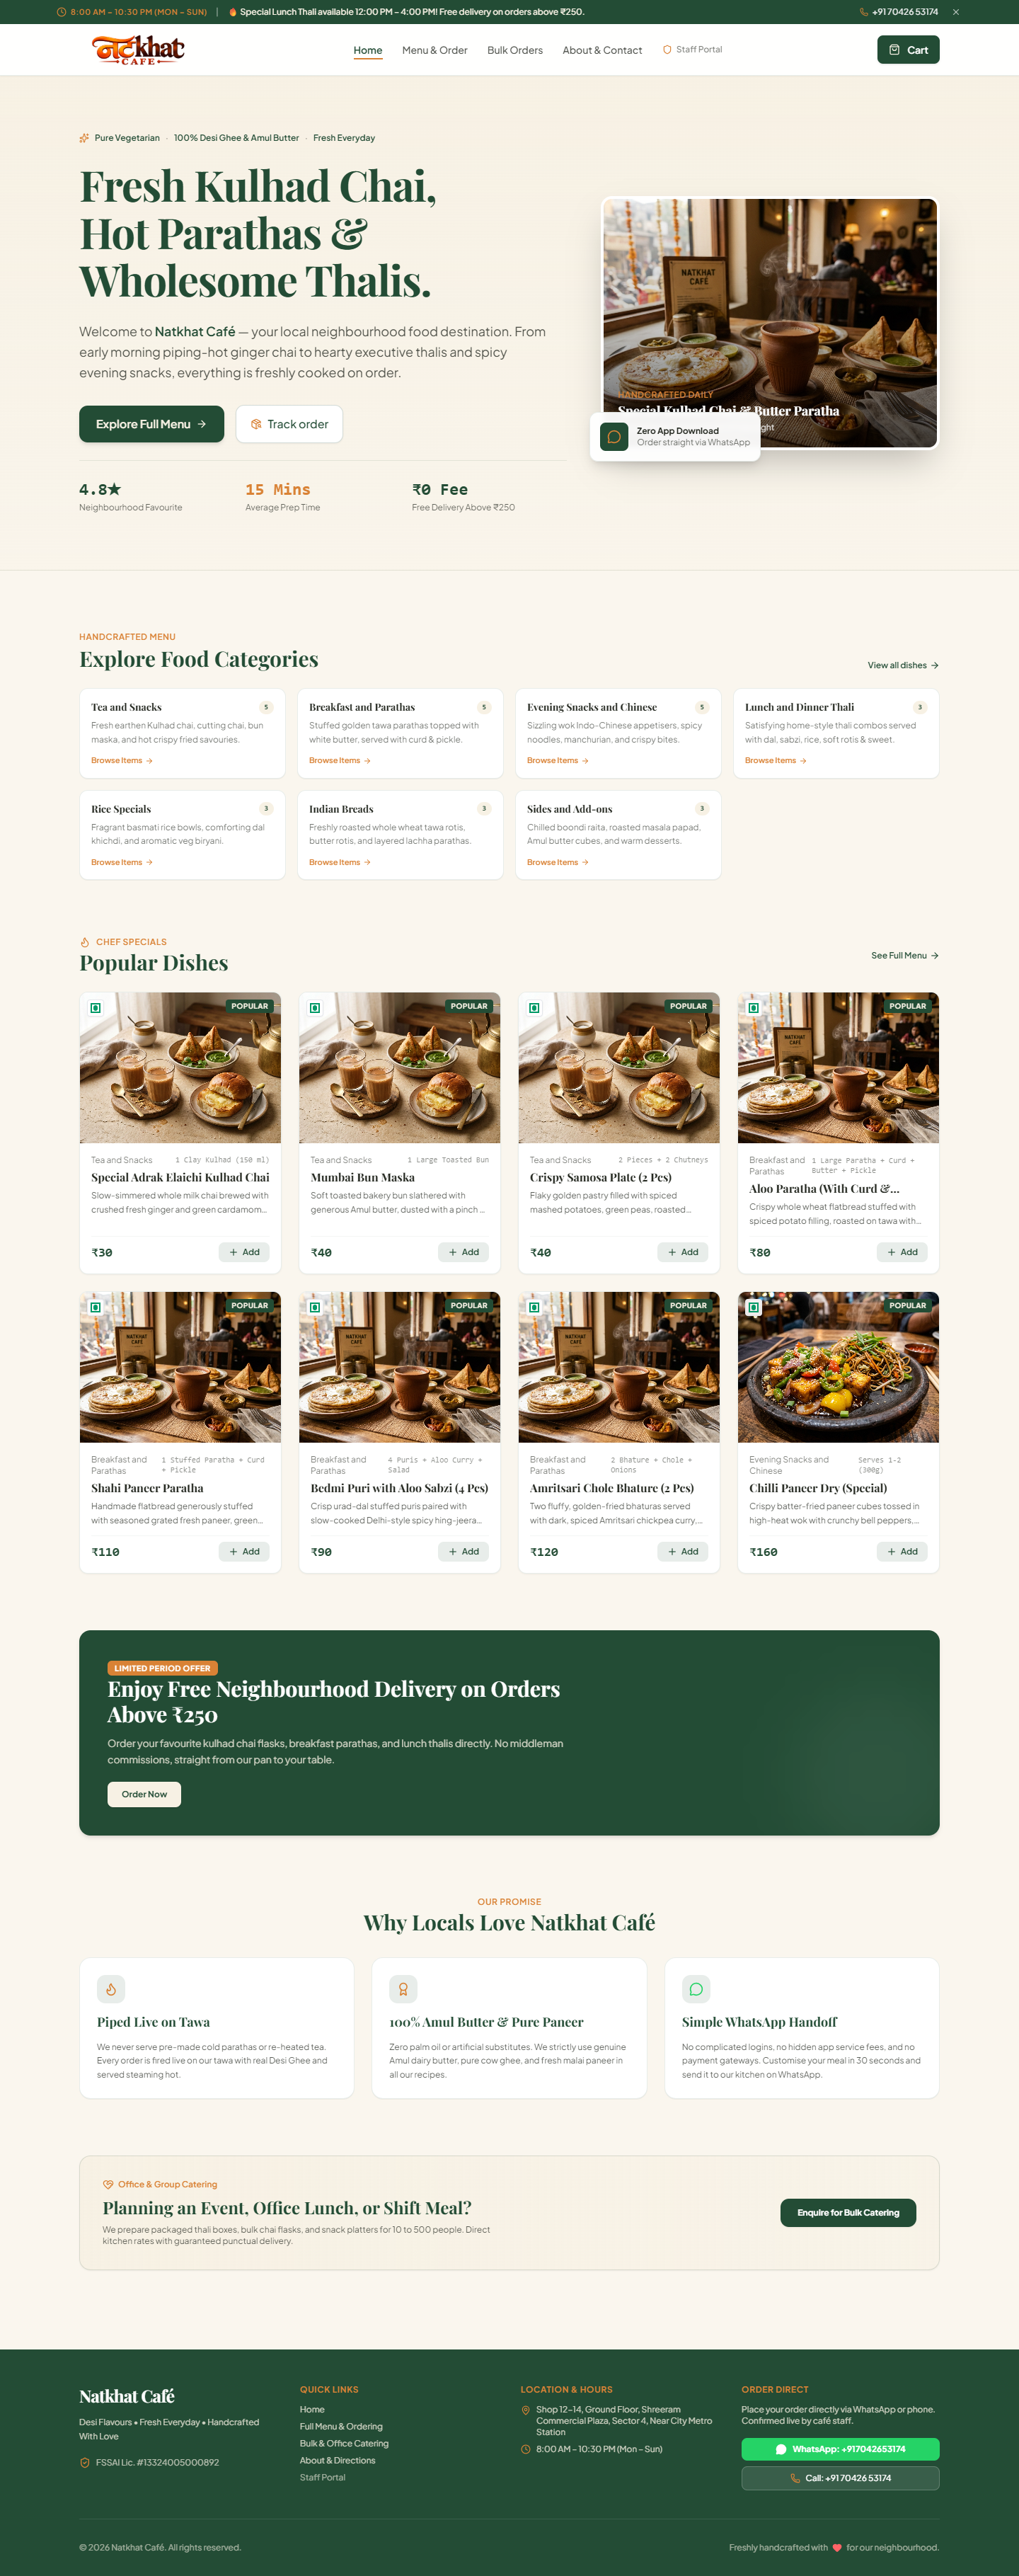 8:00 AM – 10:30 PM (MON – SUN) | 🔥 Special Lunch Thali available 12:00 PM – 4:00 PM! Free delivery on orders above ₹250. +91 70426 53174
नटkhat
CAFE
Home Menu & Order Bulk Orders About & Contact Staff Portal Cart
Pure Vegetarian · 100% Desi Ghee & Amul Butter · Fresh Everyday
Fresh Kulhad Chai,
Hot Parathas &
Wholesome Thalis.
Welcome to Natkhat Café — your local neighbourhood food destination. From
early morning piping-hot ginger chai to hearty executive thalis and spicy
evening snacks, everything is freshly cooked on order.
Explore Full Menu → Track order
4.8★ 15 Mins ₹0 Fee
Neighbourhood Favourite Average Prep Time Free Delivery Above ₹250
NATKHAT
CAFÉ
HANDCRAFTED DAILY
Special Kulhad Chai & Butter Paratha
Zero App Download
Order straight via WhatsApp
HANDCRAFTED MENU
Explore Food Categories
View all dishes →
Tea and Snacks 5
Fresh earthen Kulhad chai, cutting chai, bun
maska, and hot crispy fried savouries.
Browse Items →
Breakfast and Parathas 5
Stuffed golden tawa parathas topped with
white butter, served with curd & pickle.
Browse Items →
Evening Snacks and Chinese 5
Sizzling wok Indo-Chinese appetisers, spicy
noodles, manchurian, and crispy bites.
Browse Items →
Lunch and Dinner Thali 3
Satisfying home-style thali combos served
with dal, sabzi, rice, soft rotis & sweet.
Browse Items →
Rice Specials 3
Fragrant basmati rice bowls, comforting dal
khichdi, and aromatic veg biryani.
Browse Items →
Indian Breads 3
Freshly roasted whole wheat tawa rotis,
butter rotis, and layered lachha parathas.
Browse Items →
Sides and Add-ons 3
Chilled boondi raita, roasted masala papad,
Amul butter cubes, and warm desserts.
Browse Items →
CHEF SPECIALS
Popular Dishes
See Full Menu →
POPULAR
Tea and Snacks 1 Clay Kulhad (150 ml)
Special Adrak Elaichi Kulhad Chai
Slow-simmered whole milk chai brewed with
crushed fresh ginger and green cardamom…
₹30 + Add
POPULAR
Tea and Snacks 1 Large Toasted Bun
Mumbai Bun Maska
Soft toasted bakery bun slathered with
generous Amul butter, dusted with a pinch …
₹40 + Add
POPULAR
Tea and Snacks 2 Pieces + 2 Chutneys
Crispy Samosa Plate (2 Pcs)
Flaky golden pastry filled with spiced
mashed potatoes, green peas, roasted…
₹40 + Add
NATKHAT
CAFÉ
POPULAR
Breakfast and Parathas 1 Large Paratha + Curd + Butter + Pickle
Aloo Paratha (With Curd &…
Crispy whole wheat flatbread stuffed with
spiced potato filling, roasted on tawa with…
₹80 + Add
NATKHAT
CAFÉ
POPULAR
Breakfast and Parathas 1 Stuffed Paratha + Curd + Pickle
Shahi Paneer Paratha
Handmade flatbread generously stuffed
with seasoned grated fresh paneer, green…
₹110 + Add
NATKHAT
CAFÉ
POPULAR
Breakfast and Parathas 4 Puris + Aloo Curry + Salad
Bedmi Puri with Aloo Sabzi (4 Pcs)
Crisp urad-dal stuffed puris paired with
slow-cooked Delhi-style spicy hing-jeera…
₹90 + Add
NATKHAT
CAFÉ
POPULAR
Breakfast and Parathas 2 Bhature + Chole + Onions
Amritsari Chole Bhature (2 Pcs)
Two fluffy, golden-fried bhaturas served
with dark, spiced Amritsari chickpea curry,…
₹120 + Add
POPULAR
Evening Snacks and Chinese Serves 1-2 (300g)
Chilli Paneer Dry (Special)
Crispy batter-fried paneer cubes tossed in
high-heat wok with crunchy bell peppers,…
₹160 + Add
LIMITED PERIOD OFFER
Enjoy Free Neighbourhood Delivery on Orders
Above ₹250
Order your favourite kulhad chai flasks, breakfast parathas, and lunch thalis directly. No middleman
commissions, straight from our pan to your table.
Order Now
OUR PROMISE
Why Locals Love Natkhat Café
Piped Live on Tawa
We never serve pre-made cold parathas or re-heated tea.
Every order is fired live on our tawa with real Desi Ghee and
served steaming hot.
100% Amul Butter & Pure Paneer
Zero palm oil or artificial substitutes. We strictly use genuine
Amul dairy butter, pure cow ghee, and fresh malai paneer in
all our recipes.
Simple WhatsApp Handoff
No complicated logins, no hidden app service fees, and no
payment gateways. Customise your meal in 30 seconds and
send it to our kitchen on WhatsApp.
Office & Group Catering
Planning an Event, Office Lunch, or Shift Meal?
We prepare packaged thali boxes, bulk chai flasks, and snack platters for 10 to 500 people. Direct
kitchen rates with guaranteed punctual delivery.
Enquire for Bulk Catering
Natkhat Café
Desi Flavours • Fresh Everyday • Handcrafted
With Love
FSSAI Lic. #13324005000892
QUICK LINKS
Home
Full Menu & Ordering
Bulk & Office Catering
About & Directions
Staff Portal
LOCATION & HOURS
Shop 12-14, Ground Floor, Shreeram
Commercial Plaza, Sector 4, Near City Metro
Station
8:00 AM – 10:30 PM (Mon – Sun)
ORDER DIRECT
Place your order directly via WhatsApp or phone.
Confirmed live by café staff.
WhatsApp: +917042653174
Call: +91 70426 53174
© 2026 Natkhat Café. All rights reserved.
Freshly handcrafted with ❤ for our neighbourhood.